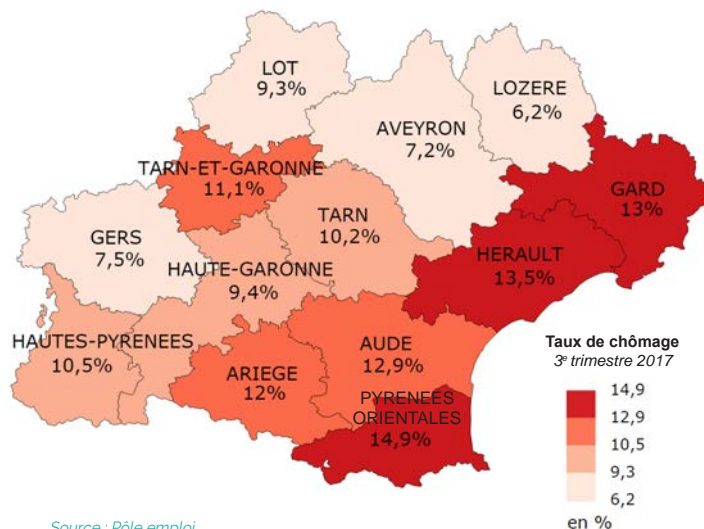 LOT
9,3%
LOZERE
6,2%
AVEYRON
7,2%
TARN-ET-GARONNE
11,1%
GARD
13%
TARN
10,2%
GERS
7,5%
HERAULT
13,5%
HAUTE-GARONNE
9,4%
HAUTES-PYRENEES
10,5%
AUDE
12,9%
ARIEGE
12%
PYRENEES
ORIENTALES
14,9%
Taux de chômage
3e trimestre 2017
14,9
12,9
10,5
9,3
6,2
en %
Source : Pôle emploi